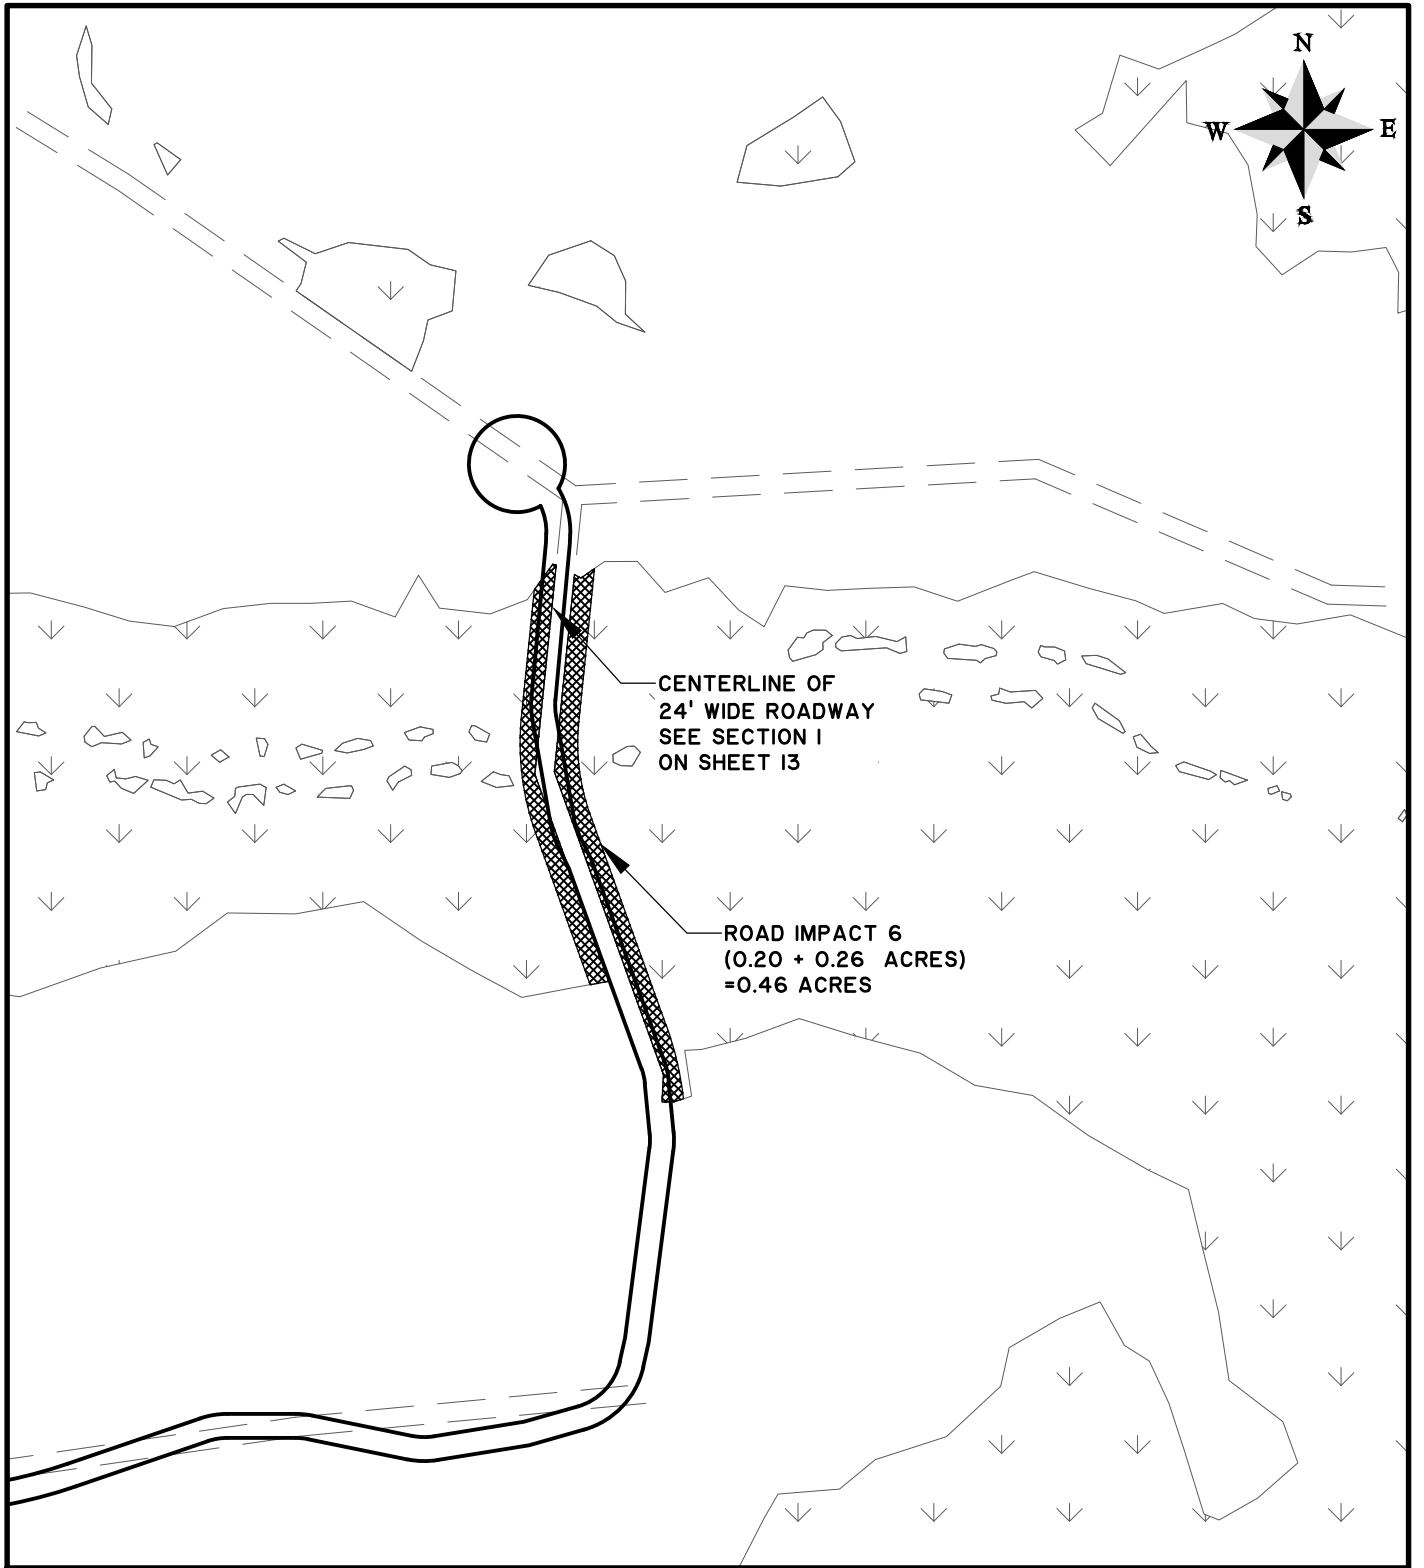 N
W
E
S
CENTERLINE OF
24' WIDE ROADWAY
SEE SECTION 1
ON SHEET 13
ROAD IMPACT 6
(0.20 + 0.26 ACRES)
=0.46 ACRES